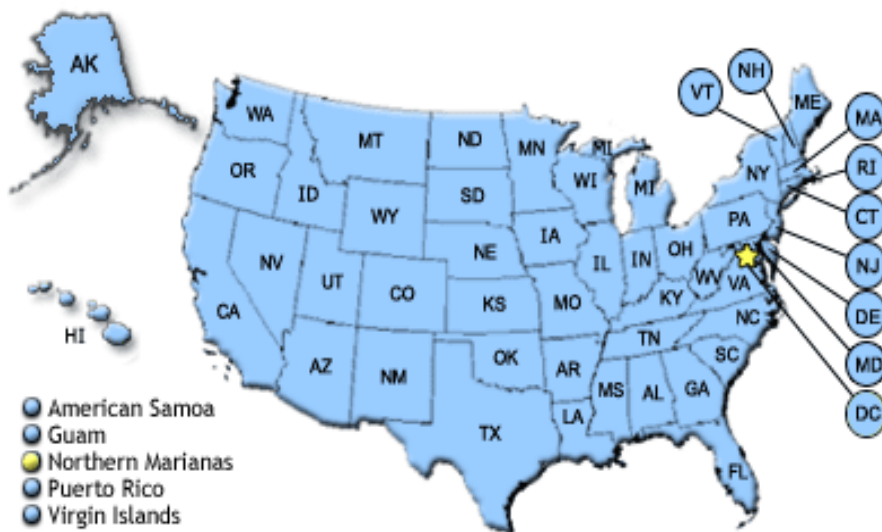 AK
NH
VT
ME
WA
MT
ND
MN
MI
MA
OR
ID
SD
WI
MI
NY
RI
WY
CT
IA
PA
NV
NE
IL
IN
OH
NJ
UT
CO
WV
VA
CA
KS
MO
KY
DE
HI
NC
TN
AZ
NM
OK
AR
SC
MD
MS
AL
GA
DC
TX
LA
FL
American Samoa
Guam
Northern Marianas
Puerto Rico
Virgin Islands